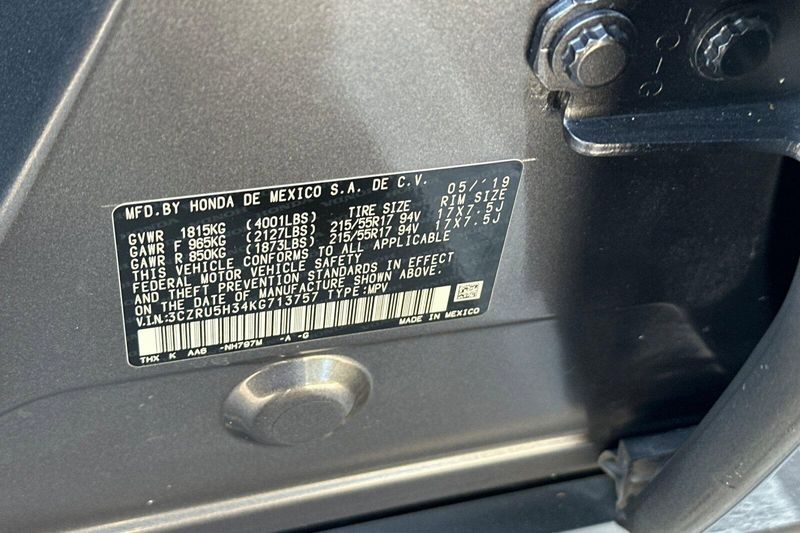 MFD.BY HONDA DE MEXICO S.A. DE C.V. 05/'19
TIRE SIZE RIM SIZE
GVWR 1815KG (4001LBS)
GAWR F 965KG (2127LBS) 215/55R17 94V 17X7.5J
GAWR R 850KG (1873LBS) 215/55R17 94V 17X7.5J
THIS VEHICLE CONFORMS TO ALL APPLICABLE
FEDERAL MOTOR VEHICLE SAFETY
AND THEFT PREVENTION STANDARDS IN EFFECT
ON THE DATE OF MANUFACTURE SHOWN ABOVE.
V.I.N:3CZRU5H34KG713757 TYPE:MPV
THX K AAB -NH797M -A -G MADE IN MEXICO